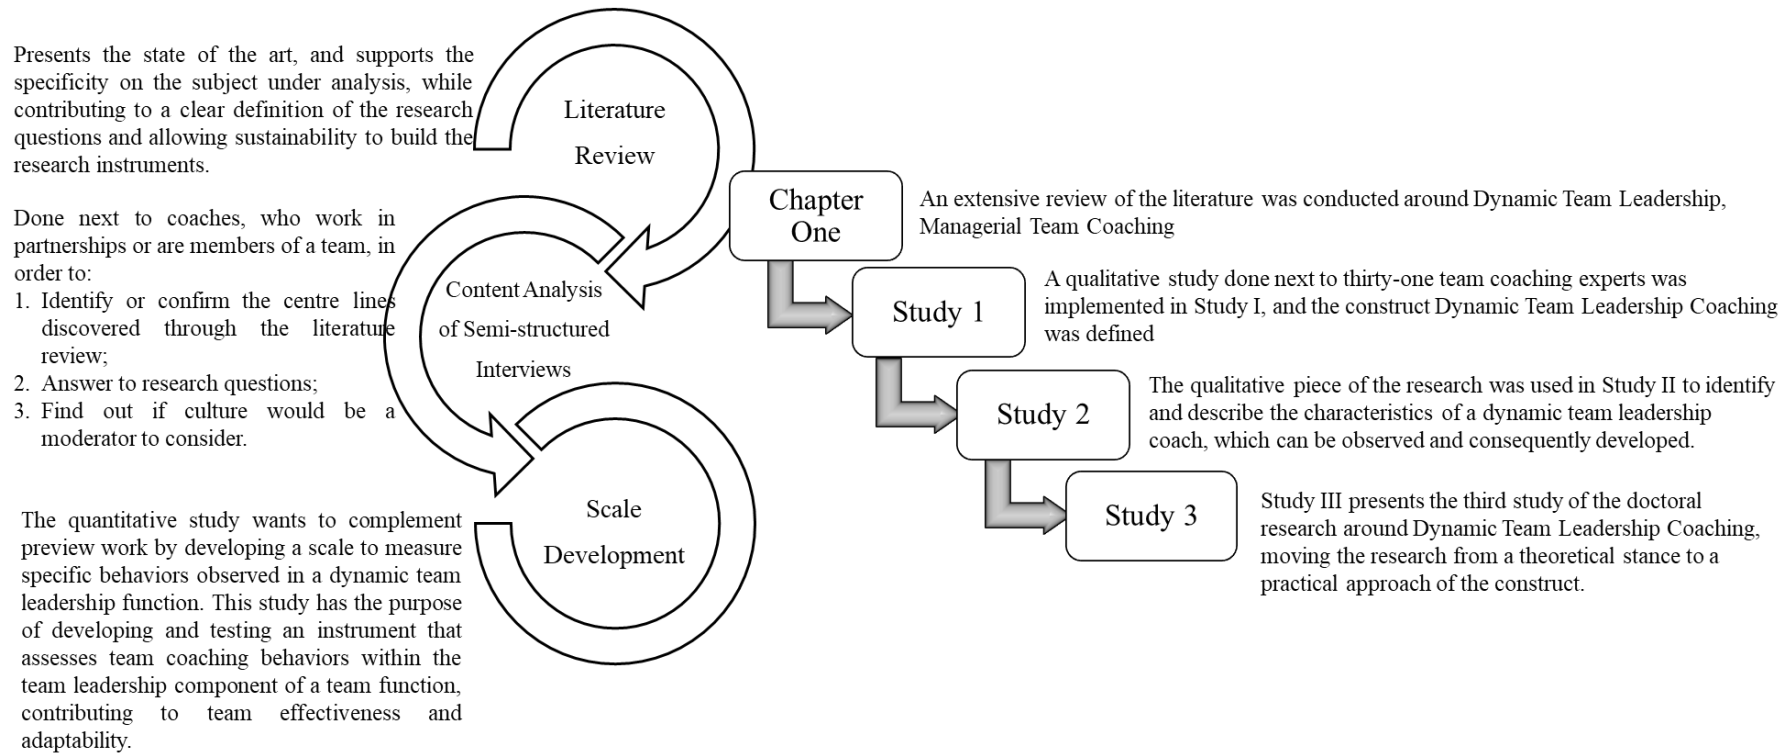 Presents the state of the art, and supports the
specificity on the subject under analysis, while
contributing to a clear definition of the research
questions and allowing sustainability to build the
research instruments.
Literature
Review
Done next to coaches, who work in
partnerships or are members of a team, in
order to:
1. Identify or confirm the centre lines
discovered through the literature
review;
2. Answer to research questions;
3. Find out if culture would be a
moderator to consider.
Content Analysis
of Semi-structured
Interviews
The quantitative study wants to complement
preview work by developing a scale to measure
specific behaviors observed in a dynamic team
leadership function. This study has the purpose
of developing and testing an instrument that
assesses team coaching behaviors within the
team leadership component of a team function,
contributing to team effectiveness and
adaptability.
Scale
Development
Chapter
One
An extensive review of the literature was conducted around Dynamic Team Leadership,
Managerial Team Coaching
Study 1
A qualitative study done next to thirty-one team coaching experts was
implemented in Study I, and the construct Dynamic Team Leadership Coaching
was defined
Study 2
The qualitative piece of the research was used in Study II to identify
and describe the characteristics of a dynamic team leadership
coach, which can be observed and consequently developed.
Study 3
Study III presents the third study of the doctoral
research around Dynamic Team Leadership Coaching,
moving the research from a theoretical stance to a
practical approach of the construct.